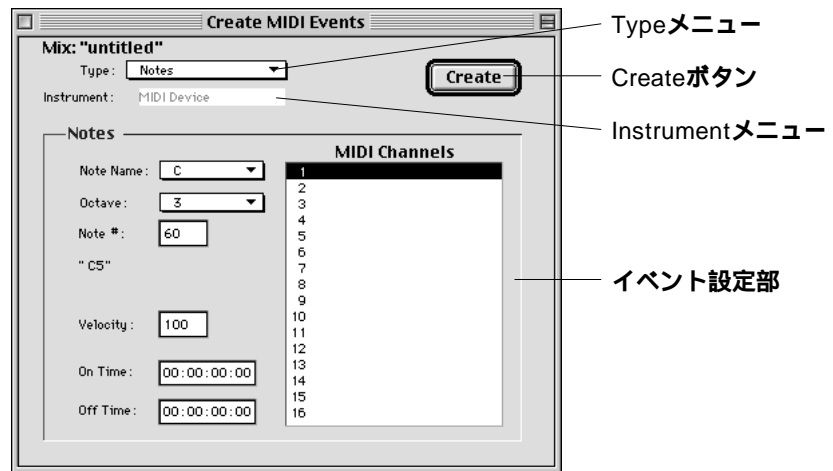 Create MIDI Events
Mix: "untitled"
Type: Notes
Create
Instrument: MIDI Device
Notes
MIDI Channels
Note Name: C
Octave: 3
Note #: 60
"C5"
Velocity: 100
On Time: 00:00:00:00
Off Time: 00:00:00:00
1
2
3
4
5
6
7
8
9
10
11
12
13
14
15
16
Typeメニュー
Createボタン
Instrumentメニュー
イベント設定部